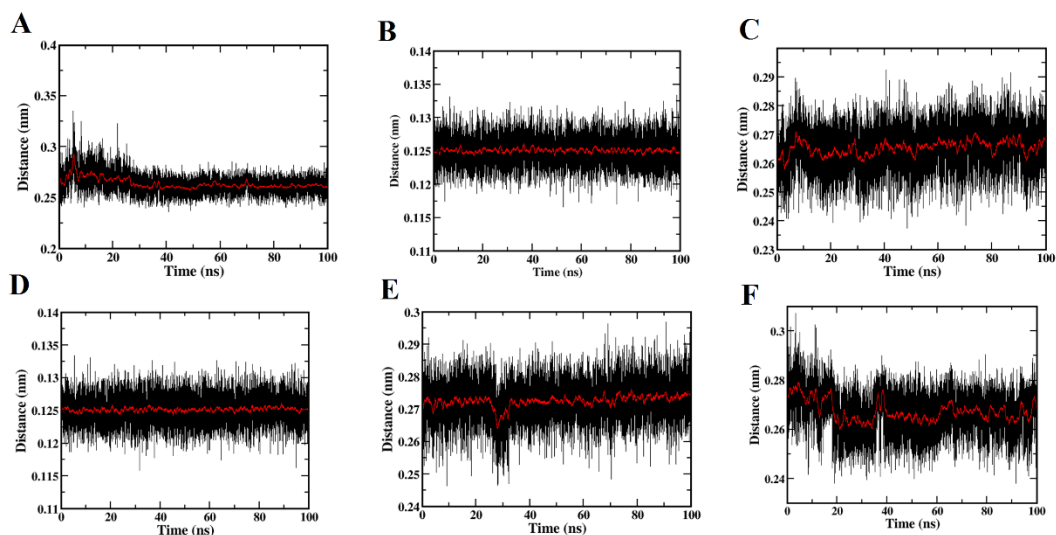 A
Distance (nm)
0.4
0.35
0.3
0.25
0.2
0 20 40 60 80 100
Time (ns)
B
Distance (nm)
0.14
0.135
0.13
0.125
0.12
0.115
0.11
0 20 40 60 80 100
Time (ns)
C
Distance (nm)
0.3
0.29
0.28
0.27
0.26
0.25
0.24
0.23
0 20 40 60 80 100
Time (ns)
D
Distance (nm)
0.14
0.135
0.13
0.125
0.12
0.115
0.11
0 20 40 60 80 100
Time (ns)
E
Distance (nm)
0.3
0.29
0.28
0.27
0.26
0.25
0.24
0 20 40 60 80 100
Time (ns)
F
Distance (nm)
0.3
0.28
0.26
0.24
0 20 40 60 80 100
Time (ns)